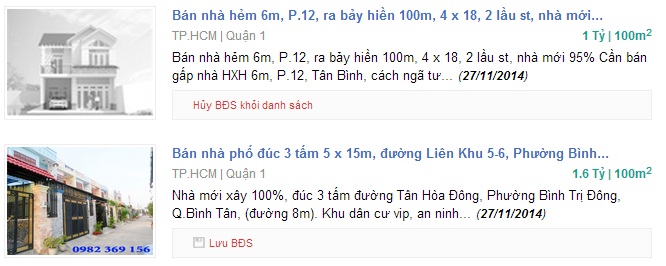 Bán nhà hẻm 6m, P.12, ra bảy hiền 100m, 4 x 18, 2 lầu st, nhà mới...
TP.HCM | Quận 1 1 Tỷ | 100m²
Bán nhà hẻm 6m, P.12, ra bảy hiền 100m, 4 x 18, 2 lầu st, nhà mới 95% Cần bán
gấp nhà HXH 6m, P.12, Tân Bình, cách ngã tư... (27/11/2014)
Hủy BĐS khỏi danh sách
Bán nhà phố đúc 3 tấm 5 x 15m, đường Liên Khu 5-6, Phường Bình...
TP.HCM | Quận 1 1.6 Tỷ | 100m²
Nhà mới xây 100%, đúc 3 tấm đường Tân Hòa Đông, Phường Bình Trị Đông,
Q.Bình Tân, (đường 8m). Khu dân cư vip, an ninh... (27/11/2014)
0982 369 156
Lưu BĐS